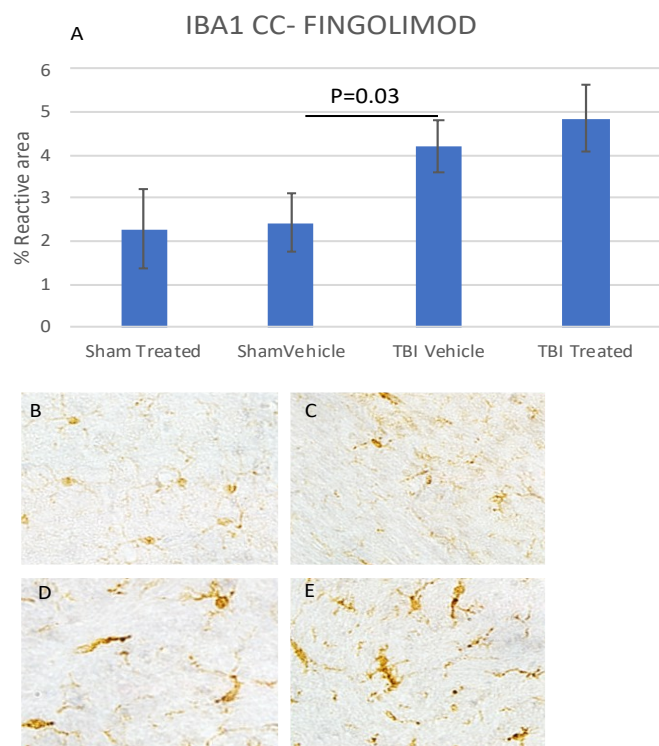 A
IBA1 CC- FINGOLIMOD
% Reactive area
6
5
4
3
2
1
0
P=0.03
Sham Treated
ShamVehicle
TBI Vehicle
TBI Treated
B
C
D
E